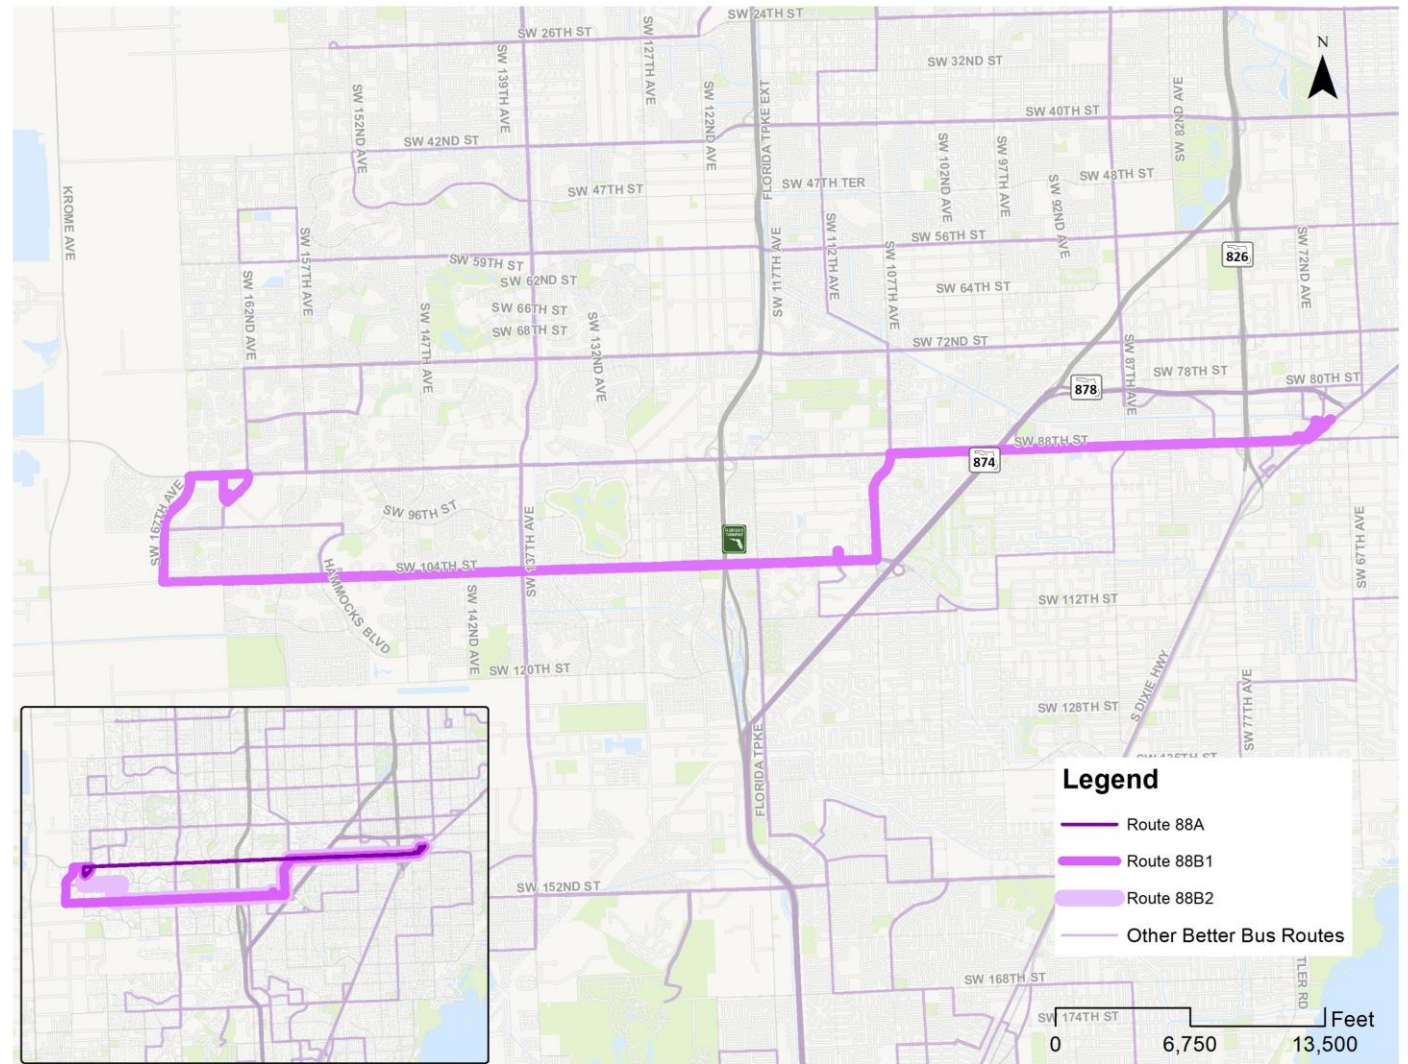 SW 24TH ST
SW 26TH ST
N
SW 127TH AVE
SW 139TH AVE
SW 32ND ST
SW 152ND AVE
SW 122ND AVE
FLORIDA TPKE EXT
SW 82ND AVE
SW 40TH ST
SW 42ND ST
SW 102ND AVE
SW 97TH AVE
SW 48TH ST
SW 47TH ST
SW 47TH TER
SW 92ND AVE
KROME AVE
SW 157TH AVE
SW 112TH AVE
SW 117TH AVE
SW 107TH AVE
SW 56TH ST
826
SW 72ND AVE
SW 59TH ST
SW 62ND ST
SW 64TH ST
SW 162ND AVE
SW 147TH AVE
SW 66TH ST
SW 68TH ST
SW 132ND AVE
SW 72ND ST
SW 87TH AVE
SW 78TH ST
SW 80TH ST
878
SW 88TH ST
874
SW 167TH AVE
SW 96TH ST
SW 137TH AVE
SW 67TH AVE
SW 104TH ST
HAMMOCKS BLVD
SW 142ND AVE
SW 112TH ST
SW 120TH ST
S DIXIE HWY
SW 77TH AVE
SW 128TH ST
FLORIDA TPKE
SW 152ND ST
SW 168TH ST
SW 174TH ST
TLER RD
Legend
Route 88A
Route 88B1
Route 88B2
Other Better Bus Routes
Feet
0 6,750 13,500